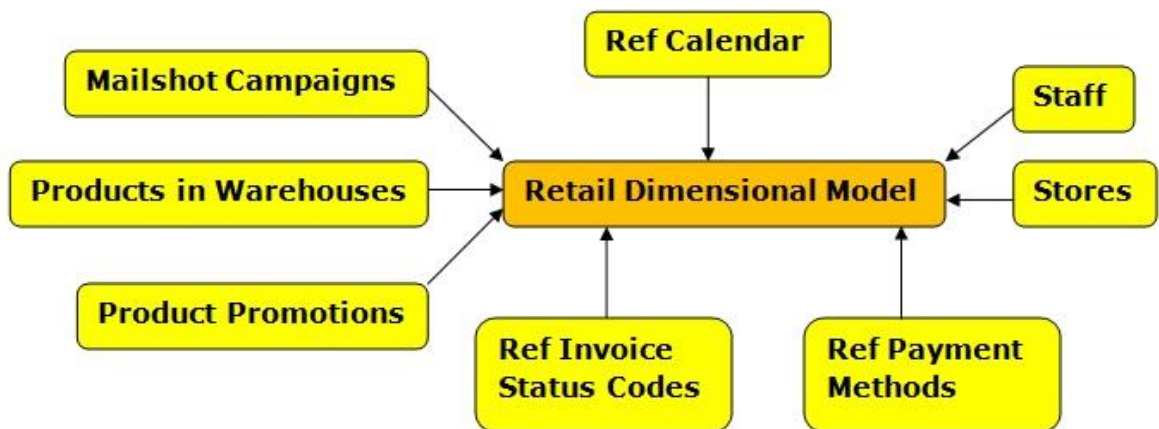 Ref Calendar
Mailshot Campaigns
Staff
Products in Warehouses
Retail Dimensional Model
Stores
Product Promotions
Ref Invoice
Status Codes
Ref Payment
Methods